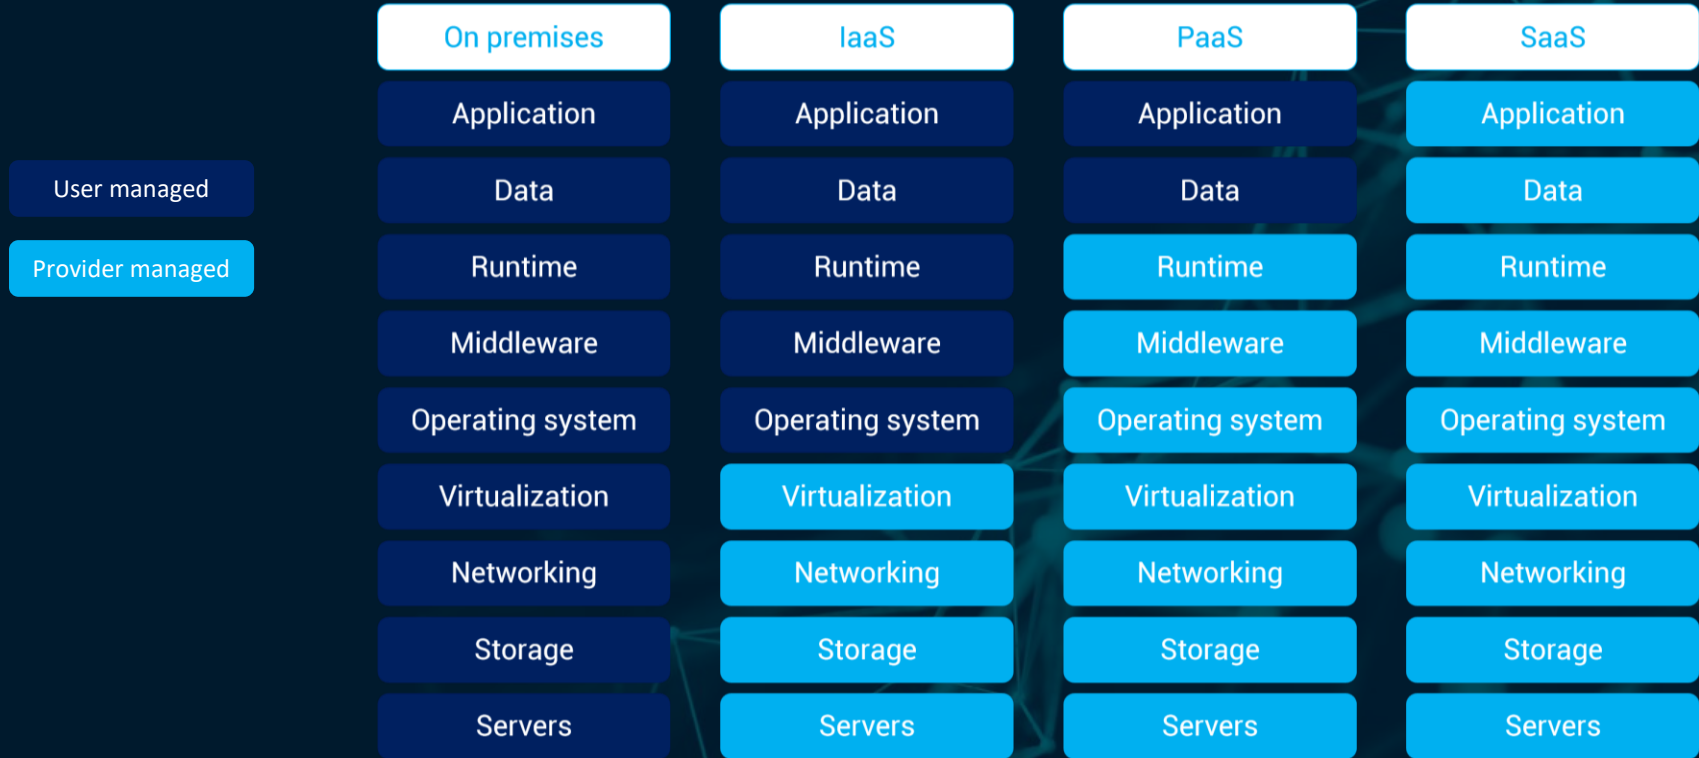 On premises IaaS PaaS SaaS
Application Application Application Application
User managed
Data Data Data Data
Provider managed
Runtime Runtime Runtime Runtime
Middleware Middleware Middleware Middleware
Operating system Operating system Operating system Operating system
Virtualization Virtualization Virtualization Virtualization
Networking Networking Networking Networking
Storage Storage Storage Storage
Servers Servers Servers Servers